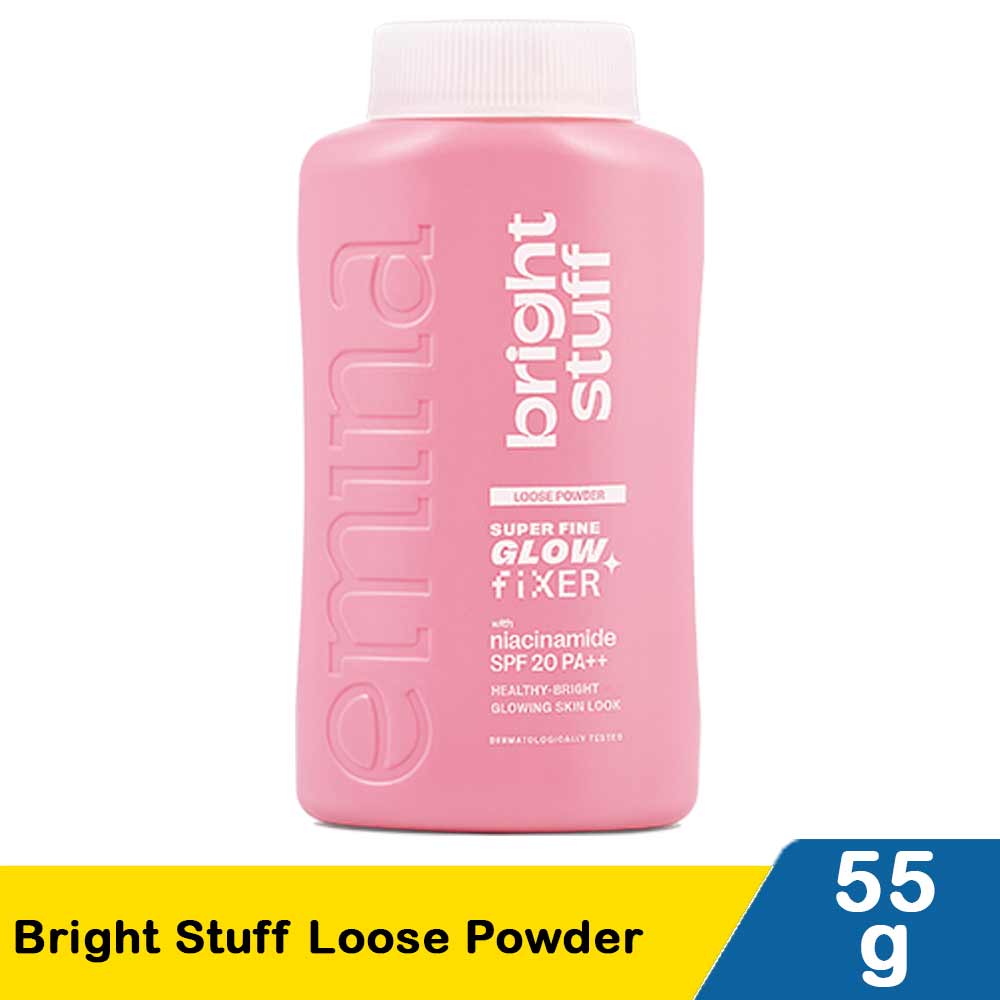 emina
bright
stuff
LOOSE POWDER
SUPER FINE
GLOW
fiXER
with
niacinamide
SPF 20 PA++
HEALTHY-BRIGHT
GLOWING SKIN LOOK
DERMATOLOGICALLY TESTED
Bright Stuff Loose Powder
55
g